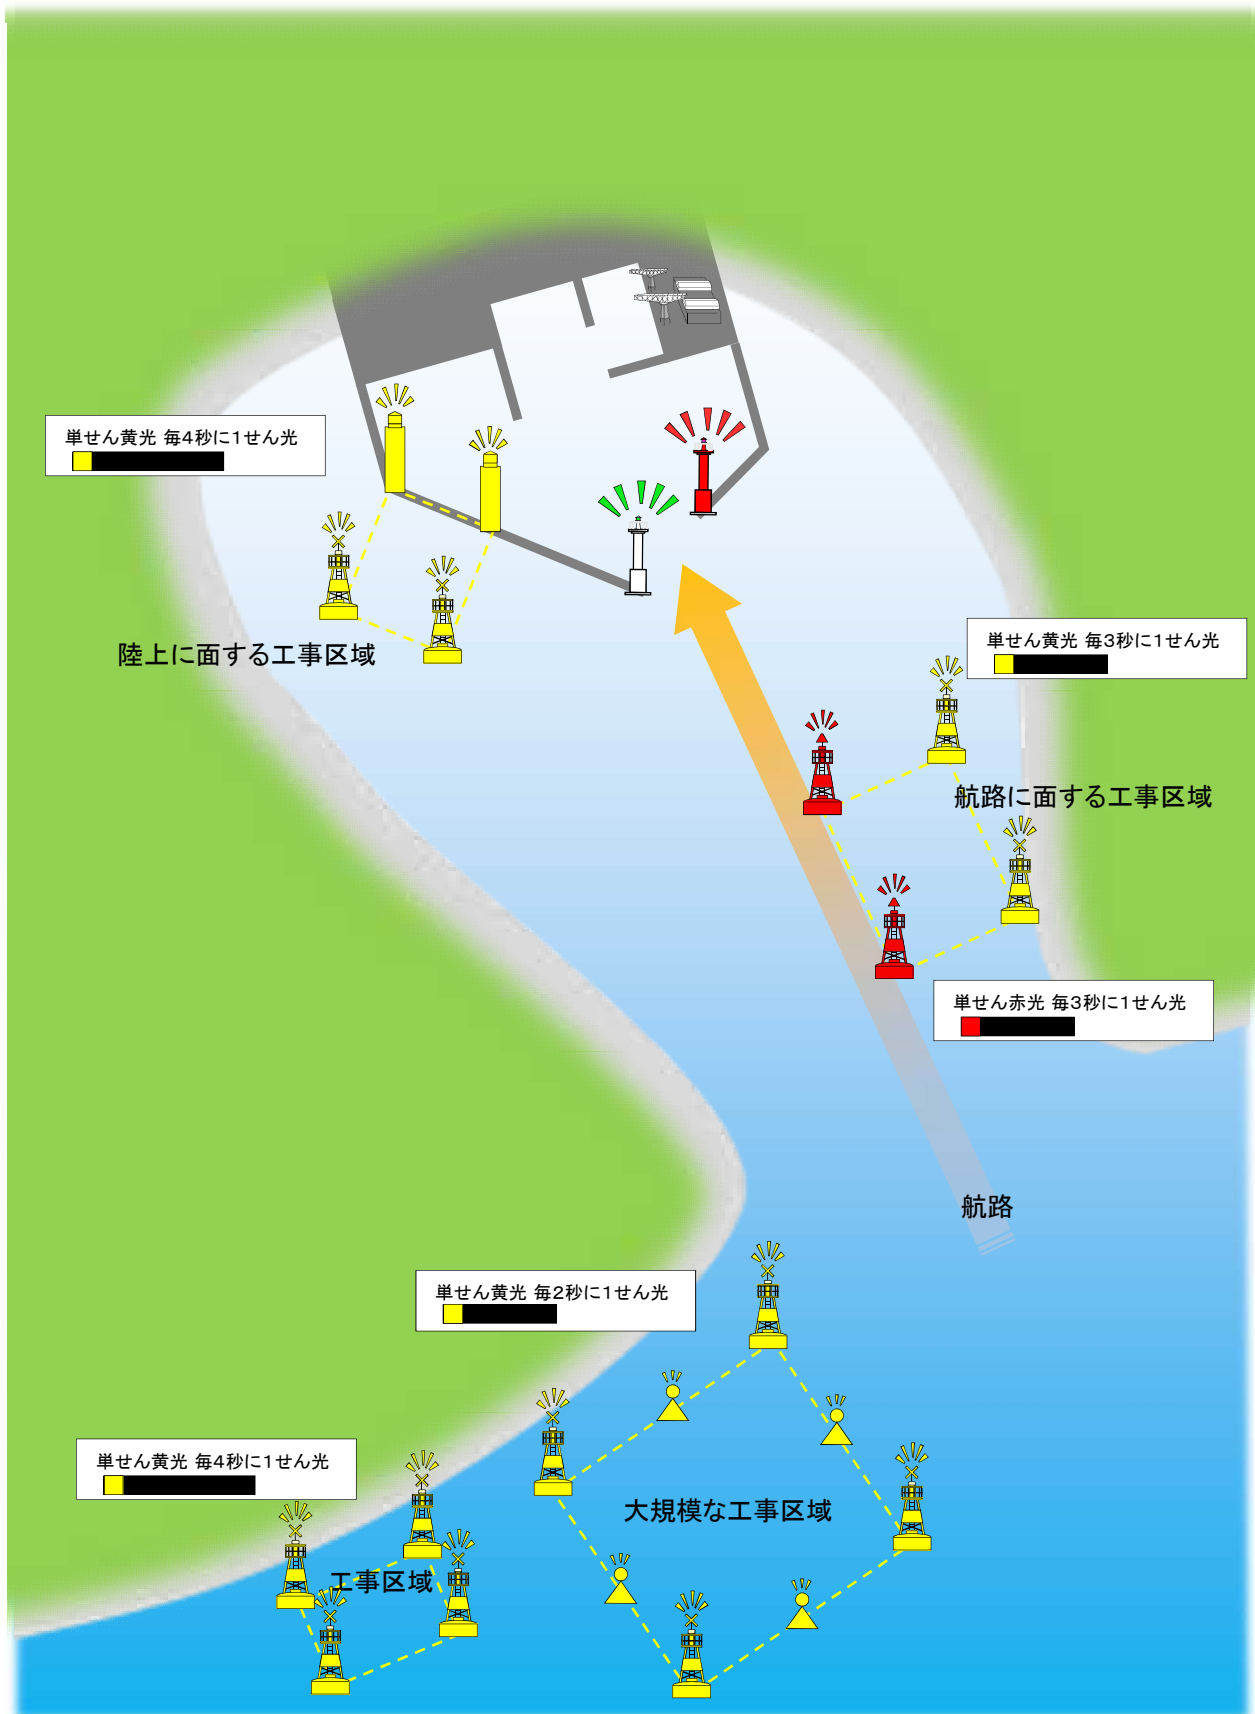 単せん黄光 毎4秒に1せん光
陸上に面する工事区域
単せん黄光 毎3秒に1せん光
航路に面する工事区域
単せん赤光 毎3秒に1せん光
航路
単せん黄光 毎2秒に1せん光
大規模な工事区域
単せん黄光 毎4秒に1せん光
工事区域